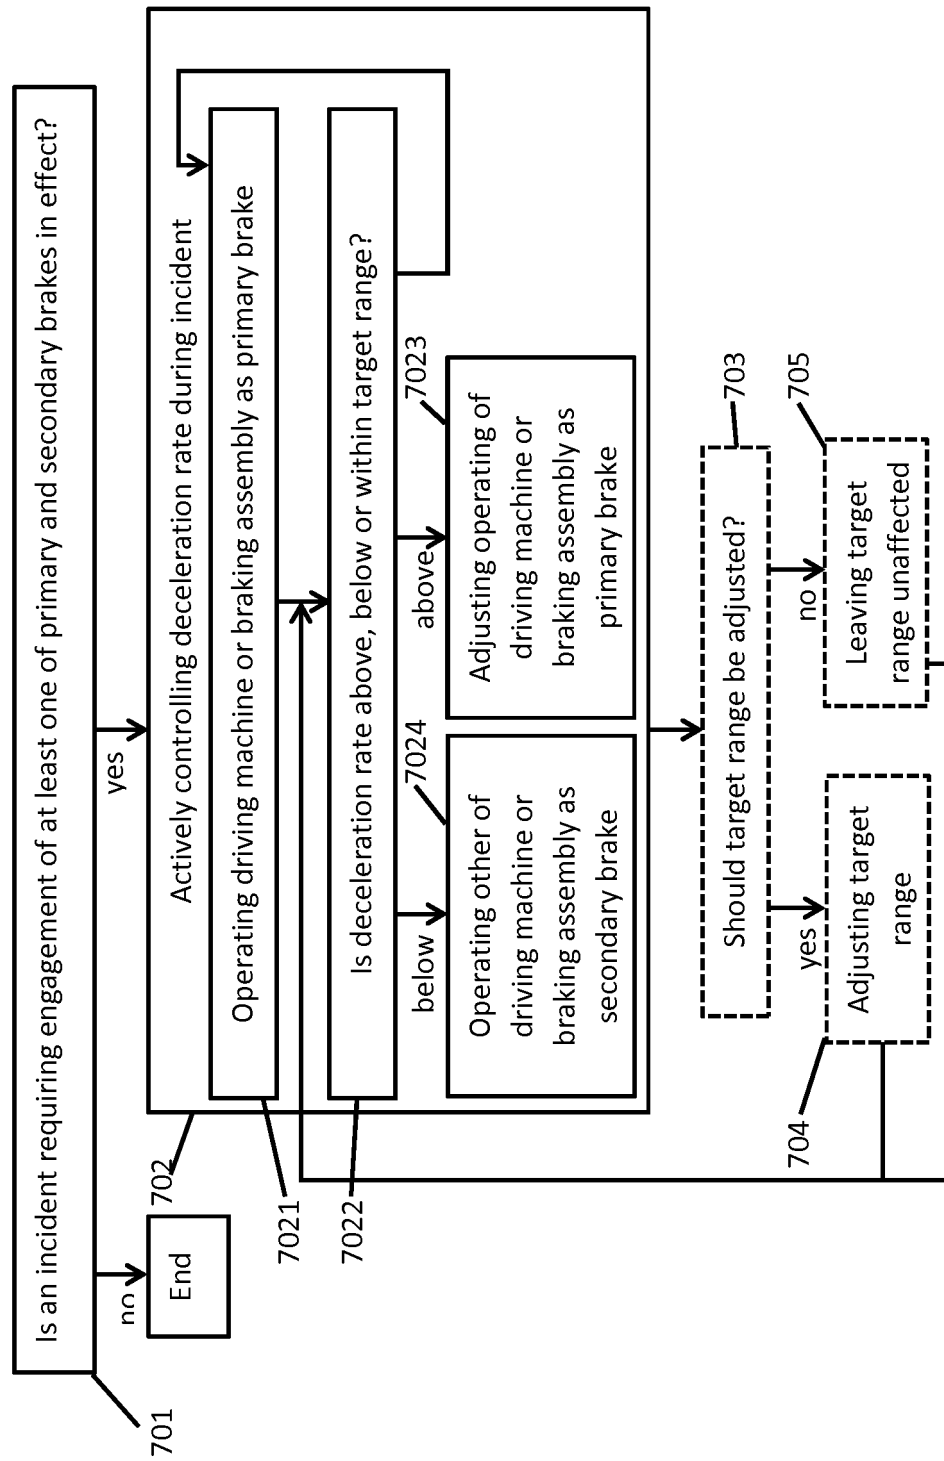 Is an incident requiring engagement of at least one of primary and secondary brakes in effect?
701
no
yes
End
702
Actively controlling deceleration rate during incident
Operating driving machine or braking assembly as primary brake
7021
Is deceleration rate above, below or within target range?
7022
below
above
7024
7023
Operating other of
driving machine or
braking assembly as
secondary brake
Adjusting operating of
driving machine or
braking assembly as
primary brake
Should target range be adjusted?
703
yes
no
704
705
Adjusting target
range
Leaving target
range unaffected